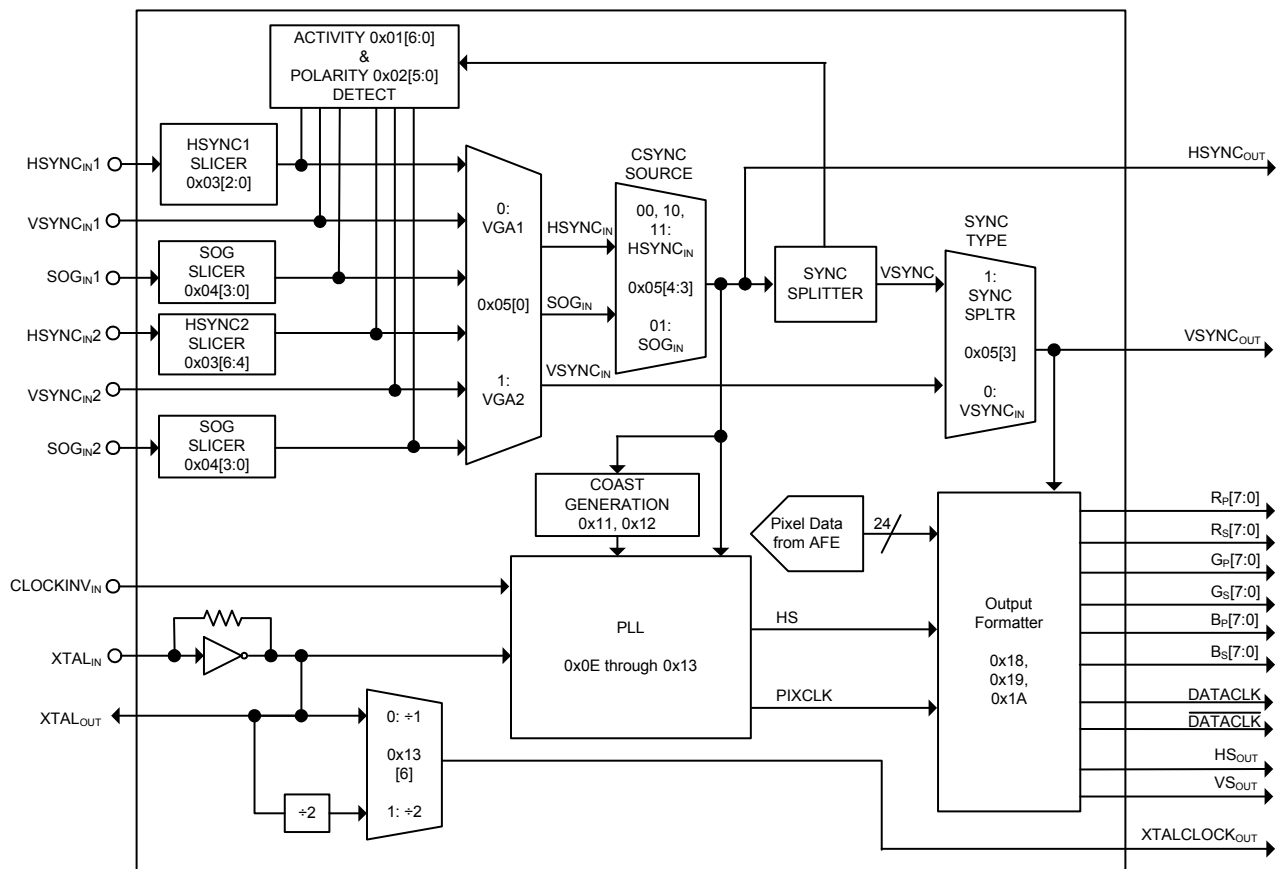 ACTIVITY 0x01[6:0]
&
POLARITY 0x02[5:0]
DETECT
HSYNCIN1
HSYNC1
SLICER
0x03[2:0]
VSYNCIN1
SOGIN1
SOG
SLICER
0x04[3:0]
HSYNCIN2
HSYNC2
SLICER
0x03[6:4]
VSYNCIN2
SOGIN2
SOG
SLICER
0x04[3:0]
0:
VGA1
0x05[0]
1:
VGA2
HSYNCIN
SOGIN
VSYNCIN
CSYNC
SOURCE
00, 10,
11:
HSYNCIN
0x05[4:3]
01:
SOGIN
SYNC
SPLITTER
VSYNC
SYNC
TYPE
1:
SYNC
SPLTR
0x05[3]
0:
VSYNCIN
HSYNCOUT
VSYNCOUT
COAST
GENERATION
0x11, 0x12
Pixel Data
from AFE
24
CLOCKINVIN
XTALIN
XTALOUT
PLL
0x0E through 0x13
HS
PIXCLK
Output
Formatter
0x18,
0x19,
0x1A
RP[7:0]
RS[7:0]
GP[7:0]
GS[7:0]
BP[7:0]
BS[7:0]
DATACLK
DATACLK
HSOUT
VSOUT
0: ÷1
0x13
[6]
1: ÷2
÷2
XTALCLOCKOUT